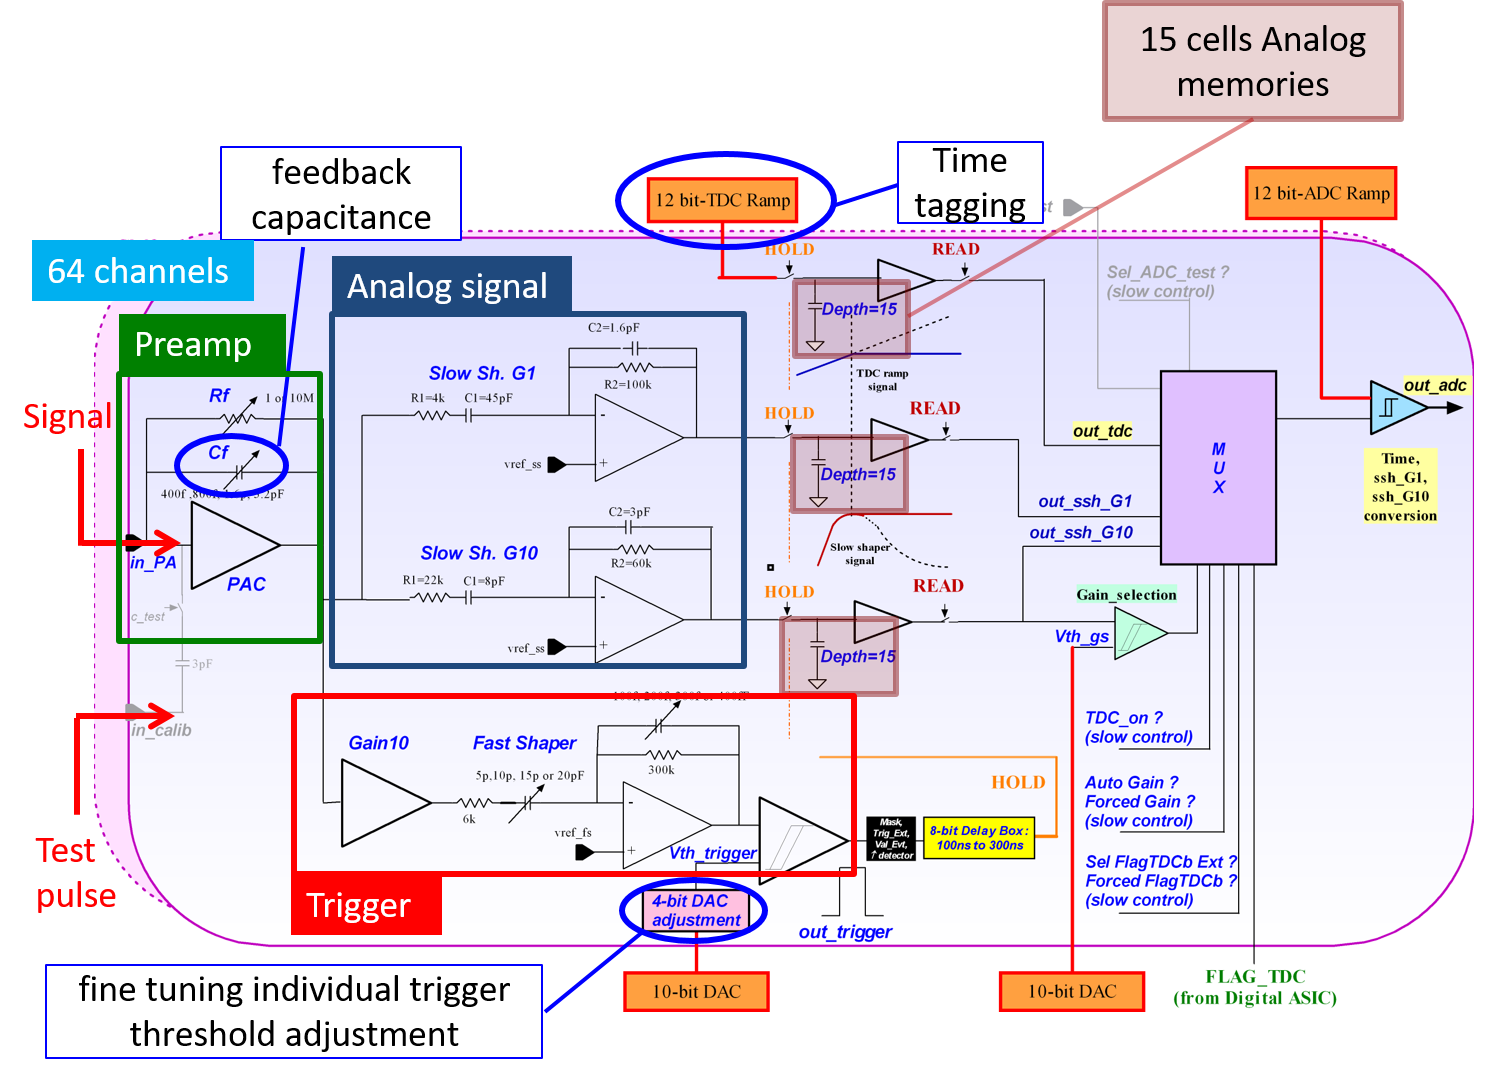 15 cells Analog
memories
feedback
capacitance
Time
tagging
12 bit-TDC Ramp
12 bit-ADC Ramp
64 channels
HOLD
READ
Sel_ADC_test ?
(slow control)
Analog signal
Preamp
Depth=15
C2=1.6pF
R2=100k
Slow Sh. G1
R1=4k
C1=45pF
TDC ramp
signal
Rf
1 or 10M
Signal
Cf
vref_ss
HOLD
READ
out_tdc
out_adc
MUX
Time,
ssh_G1,
ssh_G10
conversion
Depth=15
out_ssh_G1
out_ssh_G10
C2=3pF
R2=60k
Slow Sh. G10
R1=22k
C1=8pF
Slow shaper
signal
in_PA
PAC
HOLD
READ
Gain_selection
Vth_gs
c_test
3pF
vref_ss
Depth=15
in_calib
Gain10
Fast Shaper
5p,10p, 15p or 20pF
300k
6k
vref_fs
Vth_trigger
TDC_on ?
(slow control)
HOLD
Auto Gain ?
Forced Gain ?
(slow control)
Mask,
Trig_Ext,
Val_Evt,
↑ detector
8-bit Delay Box:
100ns to 300ns
Sel FlagTDCb Ext ?
Forced FlagTDCb ?
(slow control)
Test
pulse
Trigger
4-bit DAC
adjustment
out_trigger
10-bit DAC
10-bit DAC
FLAG_TDC
(from Digital ASIC)
fine tuning individual trigger
threshold adjustment